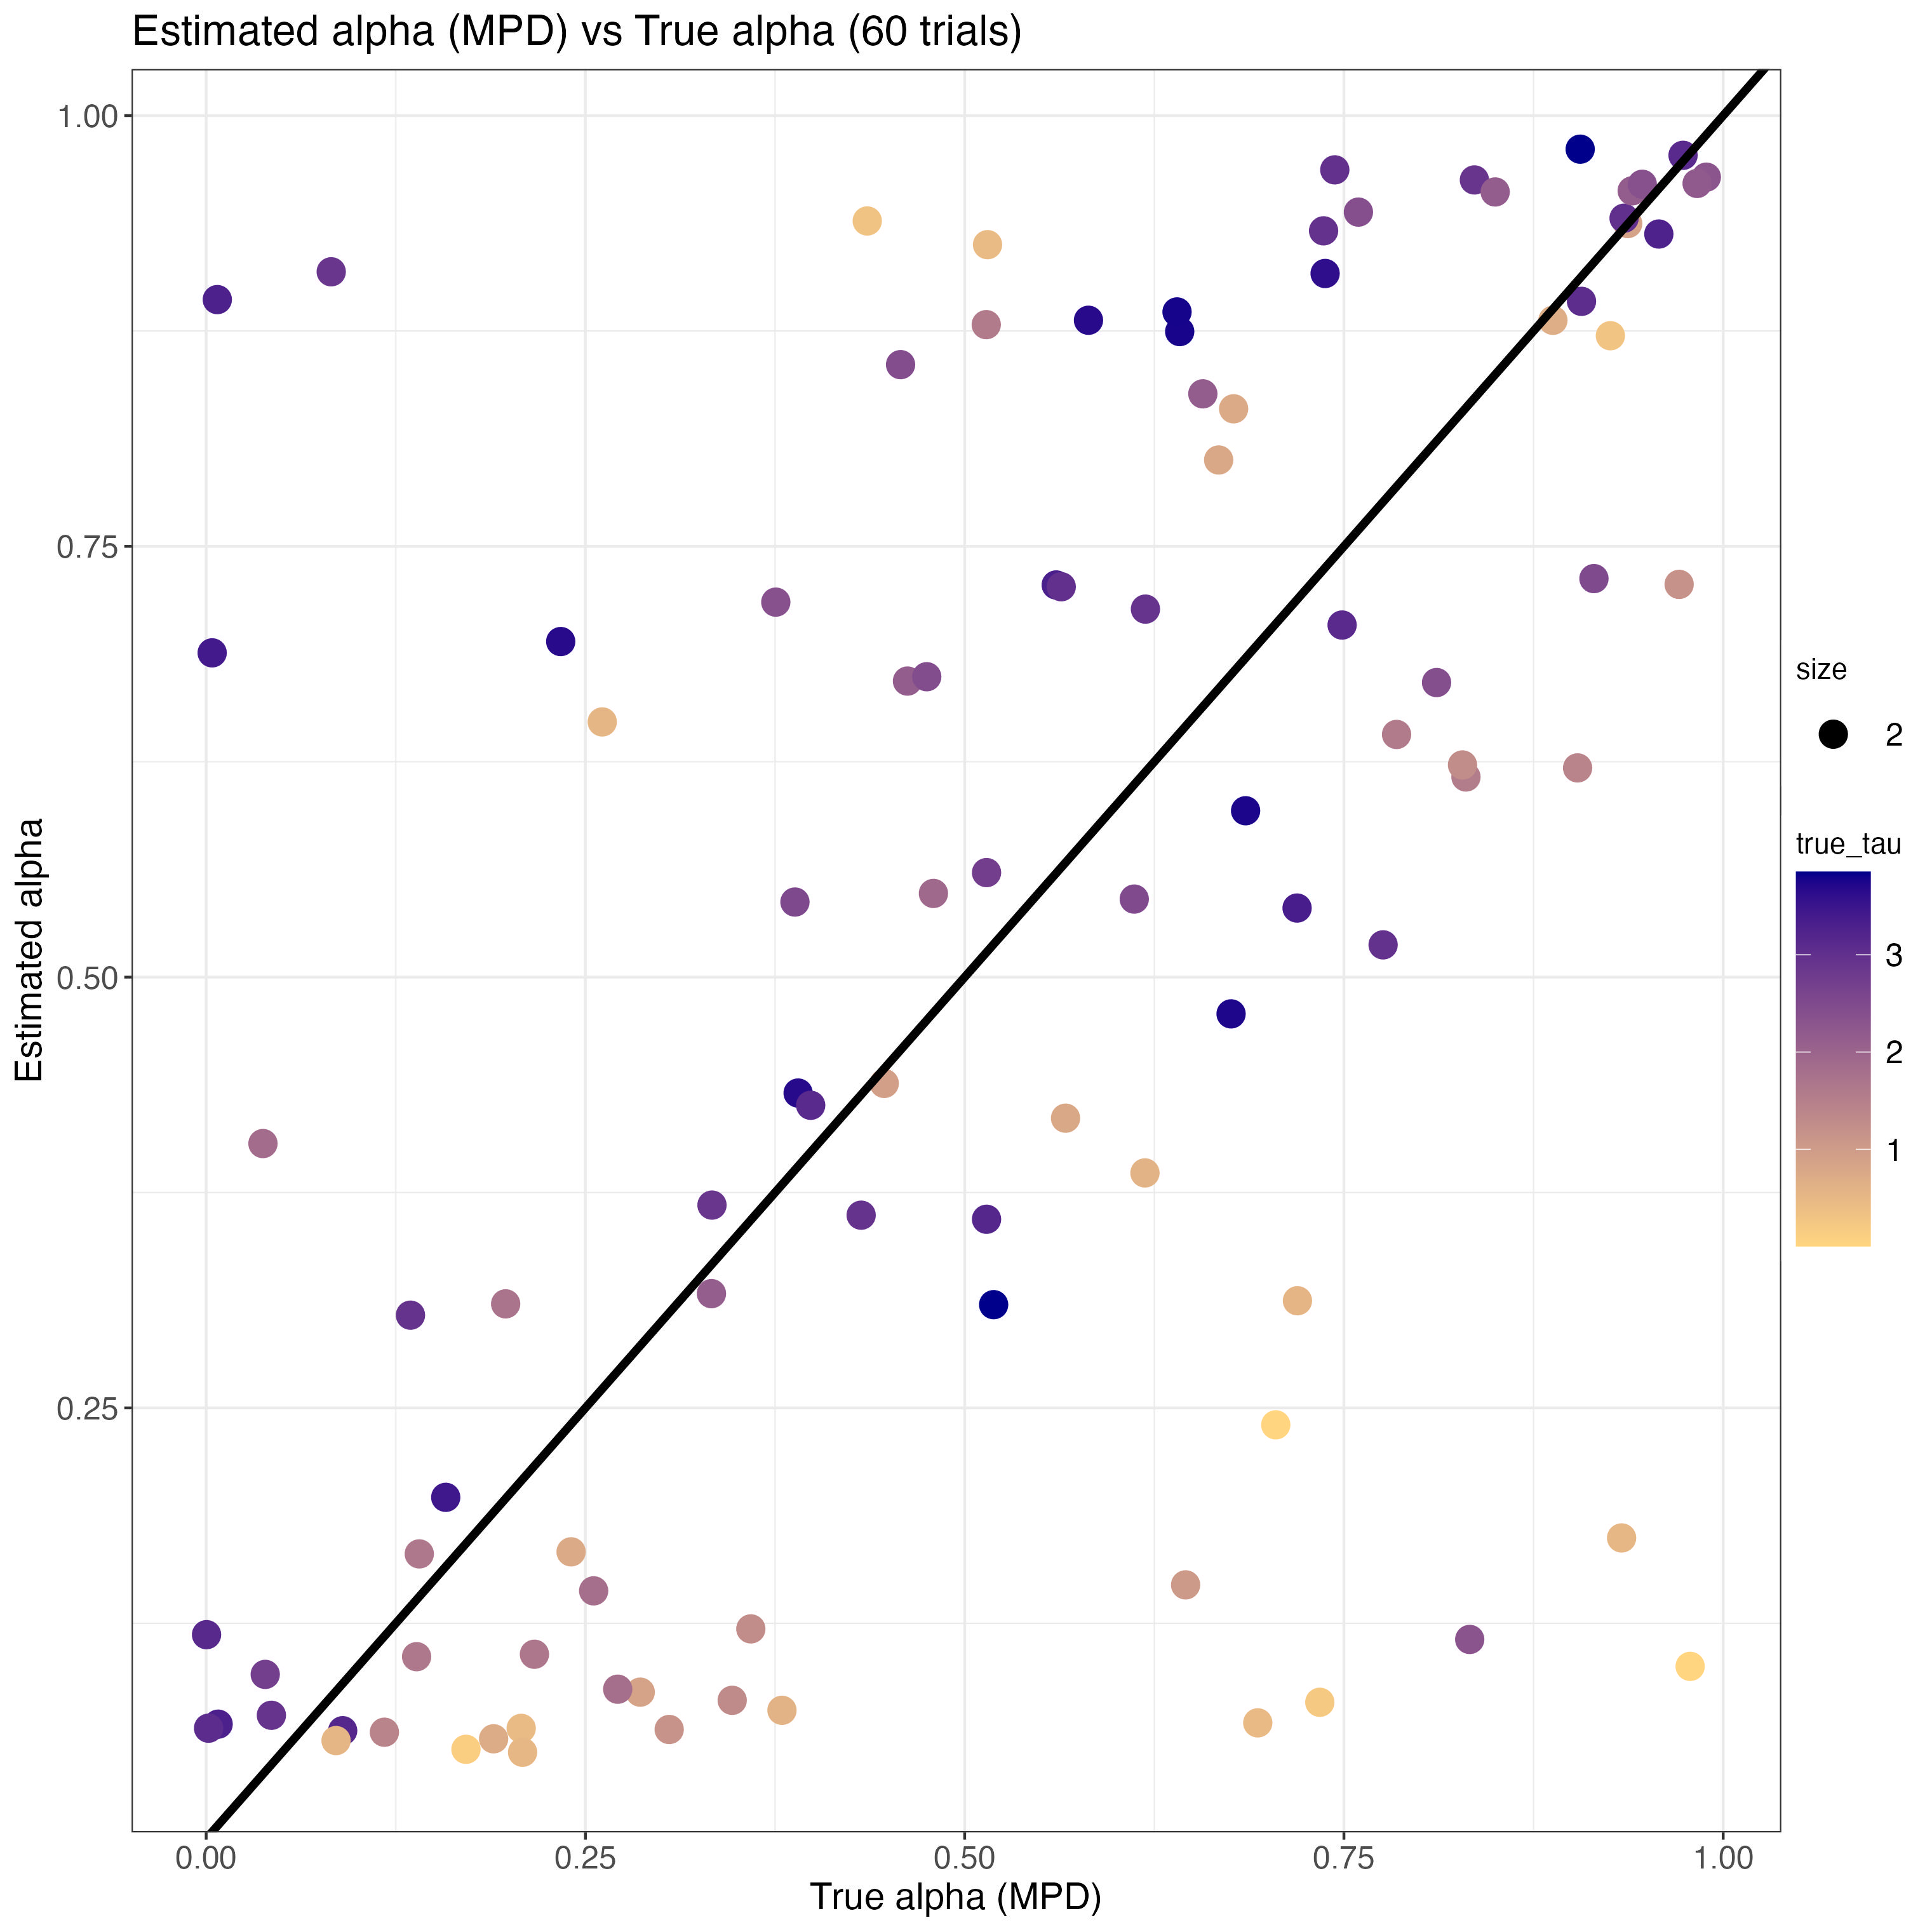 Estimated alpha (MPD) vs True alpha (60 trials)
1.00
0.75
0.50
0.25
Estimated alpha
0.00 0.25 0.50 0.75 1.00
True alpha (MPD)
size
2
true_tau
3
2
1